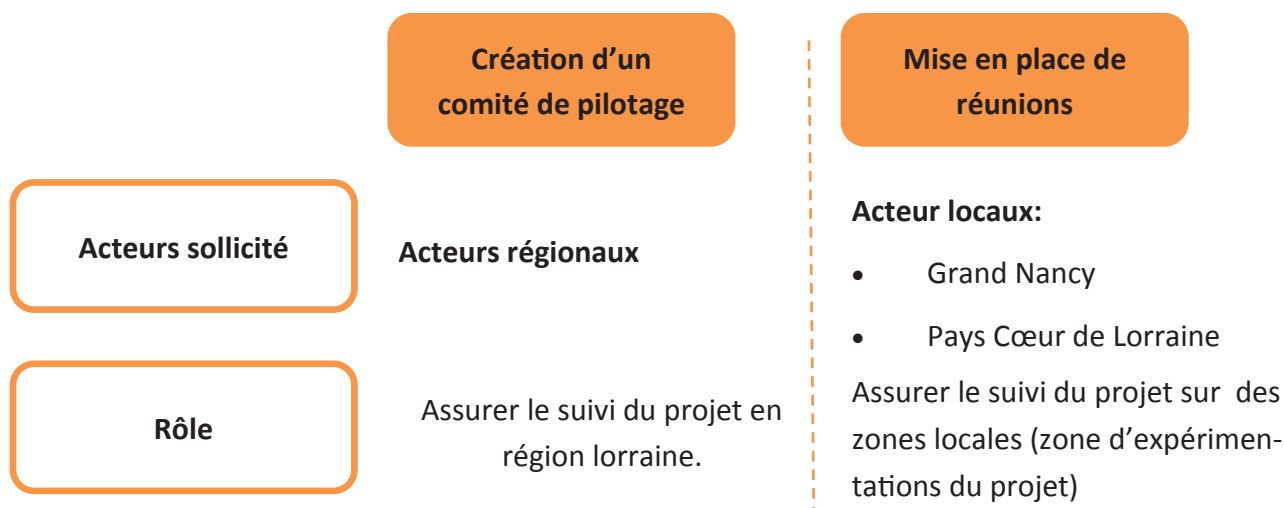 Création d’un
comité de pilotage
Mise en place de
réunions
Acteurs sollicité
Acteurs régionaux
Acteur locaux:
• Grand Nancy
• Pays Cœur de Lorraine
Rôle
Assurer le suivi du projet en
région lorraine.
Assurer le suivi du projet sur des
zones locale (zone d’expérimen-
tations du projet)